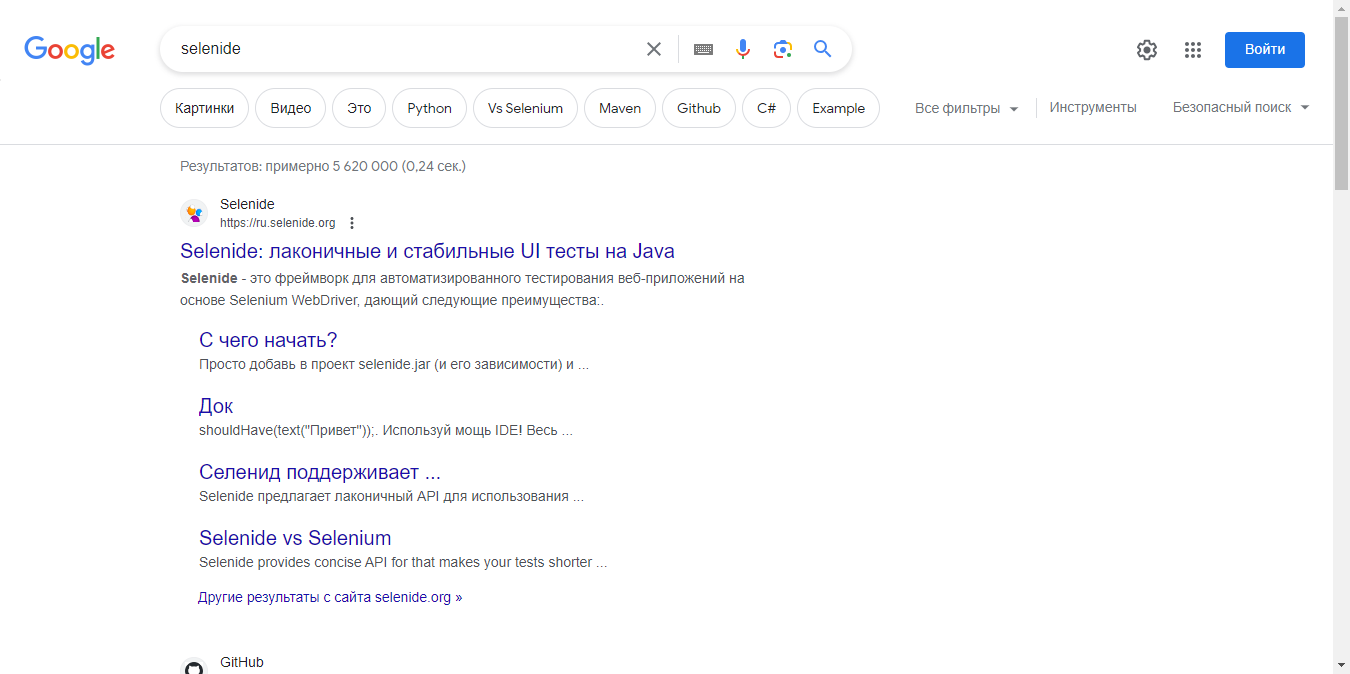 Google
selenide
Войти
Картинки Видео Это Python Vs Selenium Maven Github C# Example Все фильтры Инструменты Безопасный поиск
Результатов: примерно 5 620 000 (0,24 сек.)
Selenide
https://ru.selenide.org
Selenide: лаконичные и стабильные UI тесты на Java
Selenide - это фреймворк для автоматизированного тестирования веб-приложений на
основе Selenium WebDriver, дающий следующие преимущества:.
С чего начать?
Просто добавь в проект selenide.jar (и его зависимости) и ...
Док
shouldHave(text("Привет"));. Используй мощь IDE! Весь ...
Селенид поддерживает ...
Selenide предлагает лаконичный API для использования ...
Selenide vs Selenium
Selenide provides concise API for that makes your tests shorter ...
Другие результаты с сайта selenide.org »
GitHub